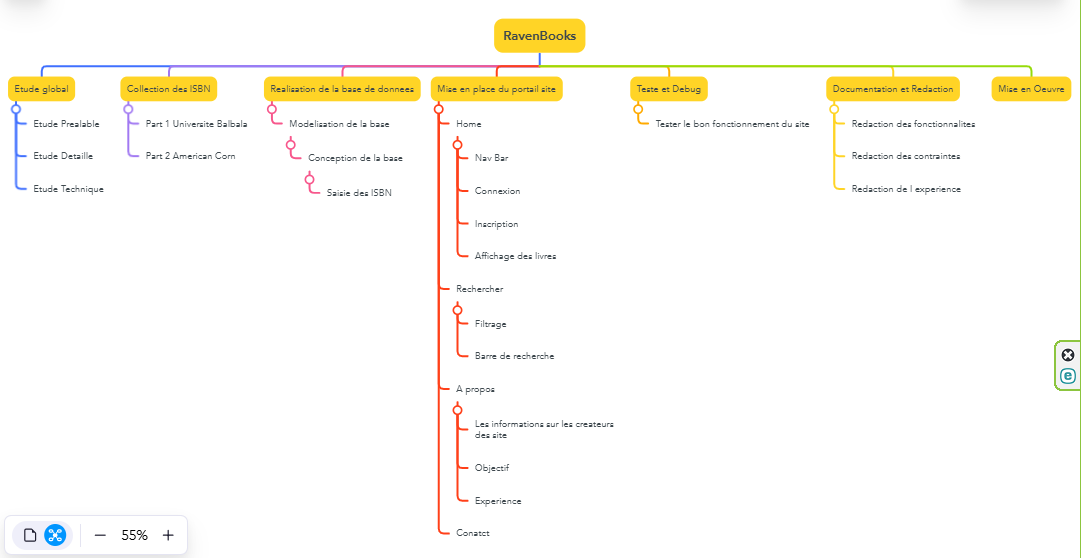 RavenBooks
Etude global
Etude Prealable
Etude Detaille
Etude Technique
Collection des ISBN
Part 1 Universite Balbala
Part 2 American Corn
Realisation de la base de donnees
Modelisation de la base
Conception de la base
Saisie des ISBN
Mise en place du portail site
Home
Nav Bar
Connexion
Inscription
Affichage des livres
Rechercher
Filtrage
Barre de recherche
A propos
Les informations sur les createurs
des site
Objectif
Experience
Conatct
Teste et Debug
Tester le bon fonctionnement du site
Documentation et Redaction
Redaction des fonctionnalites
Redaction des contraintes
Redaction de l experience
Mise en Oeuvre
55%